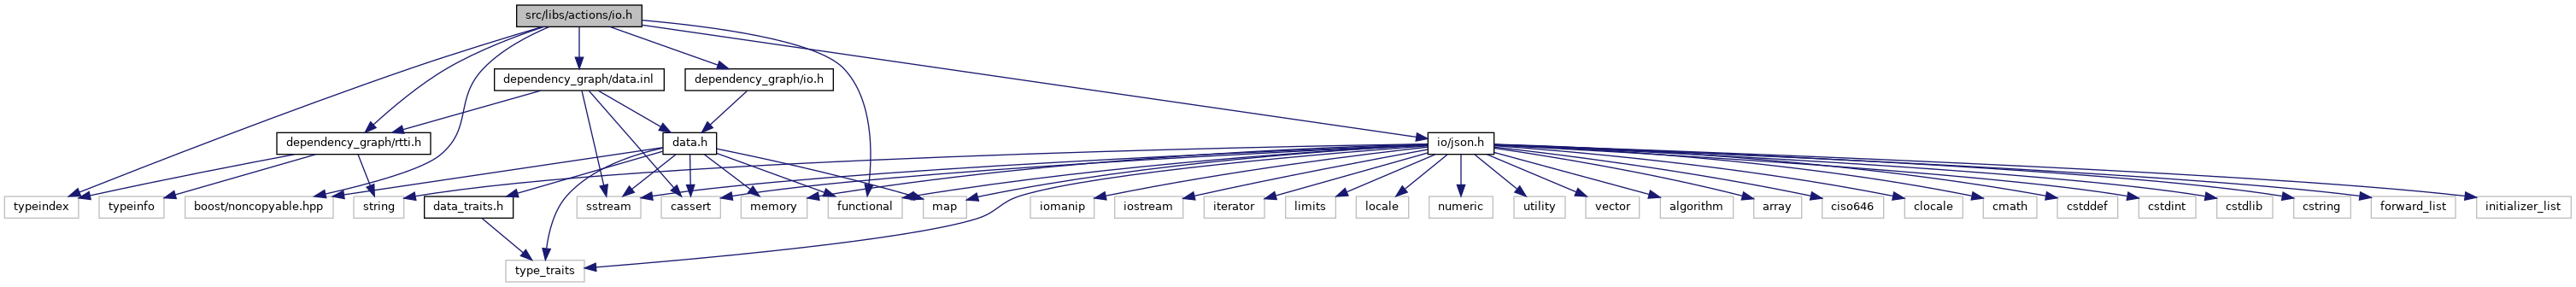 src/libs/actions/io.h
dependency_graph/data.inl
dependency_graph/io.h
dependency_graph/rtti.h
data.h
io/json.h
typeindex
typeinfo
boost/noncopyable.hpp
string
data_traits.h
sstream
cassert
memory
functional
map
iomanip
iostream
iterator
limits
locale
numeric
utility
vector
algorithm
array
ciso646
clocale
cmath
cstddef
cstdint
cstdlib
cstring
forward_list
initializer_list
type_traits